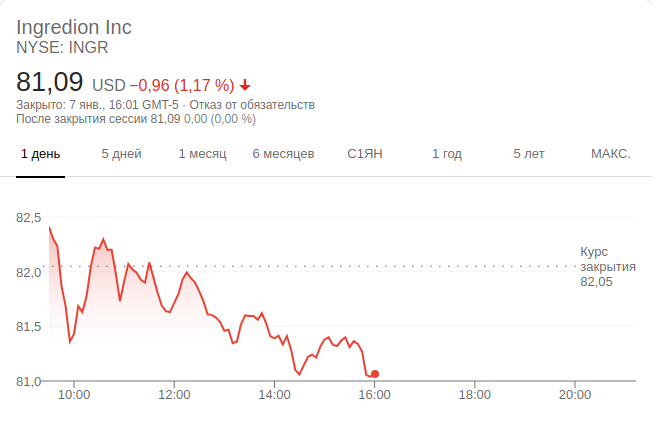 Ingredion Inc
NYSE: INGR
81,09 USD −0,96 (1,17 %)
Закрыто: 7 янв., 16:01 GMT-5 · Отказ от обязательств
После закрытия сессии 81,09 0,00 (0,00 %)
1 день 5 дней 1 месяц 6 месяцев С1ЯН 1 год 5 лет МАКС.
82,5
Курс
закрытия
82,05
82,0
81,5
81,0
10:00 12:00 14:00 16:00 18:00 20:00